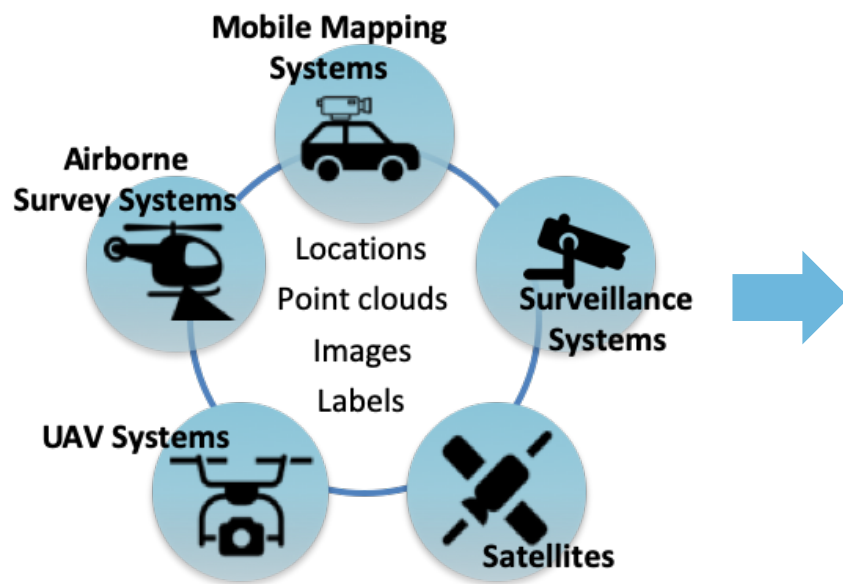 Mobile Mapping
Systems
Airborne
Survey Systems
Locations
Point clouds
Images
Labels
Surveillance
Systems
UAV Systems
Satellites